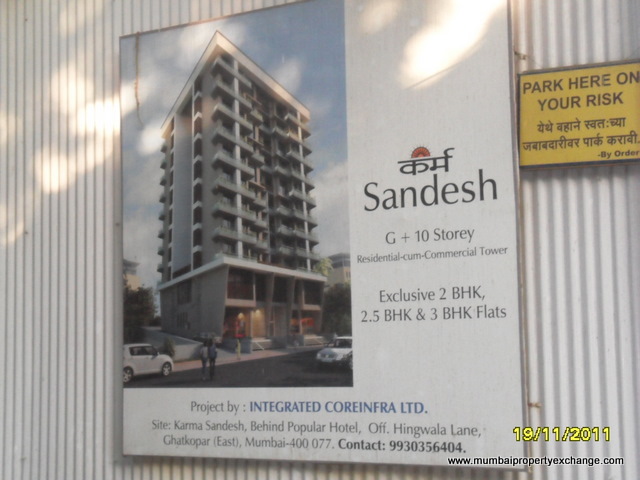 PARK HERE ON
YOUR RISK
येथे वहाने स्वतःच्या
जबाबदारीवर पार्क करावी.
-By Order
कर्म
Sandesh
G + 10 Storey
Residential-cum-Commercial Tower
Exclusive 2 BHK,
2.5 BHK & 3 BHK Flats
Project by : INTEGRATED COREINFRA LTD.
Site: Karma Sandesh, Behind Popular Hotel, Off. Hingwala Lane,
Ghatkopar (East), Mumbai-400 077. Contact: 9930356404.
19/11/2011
www.mumbaipropertyexchange.com